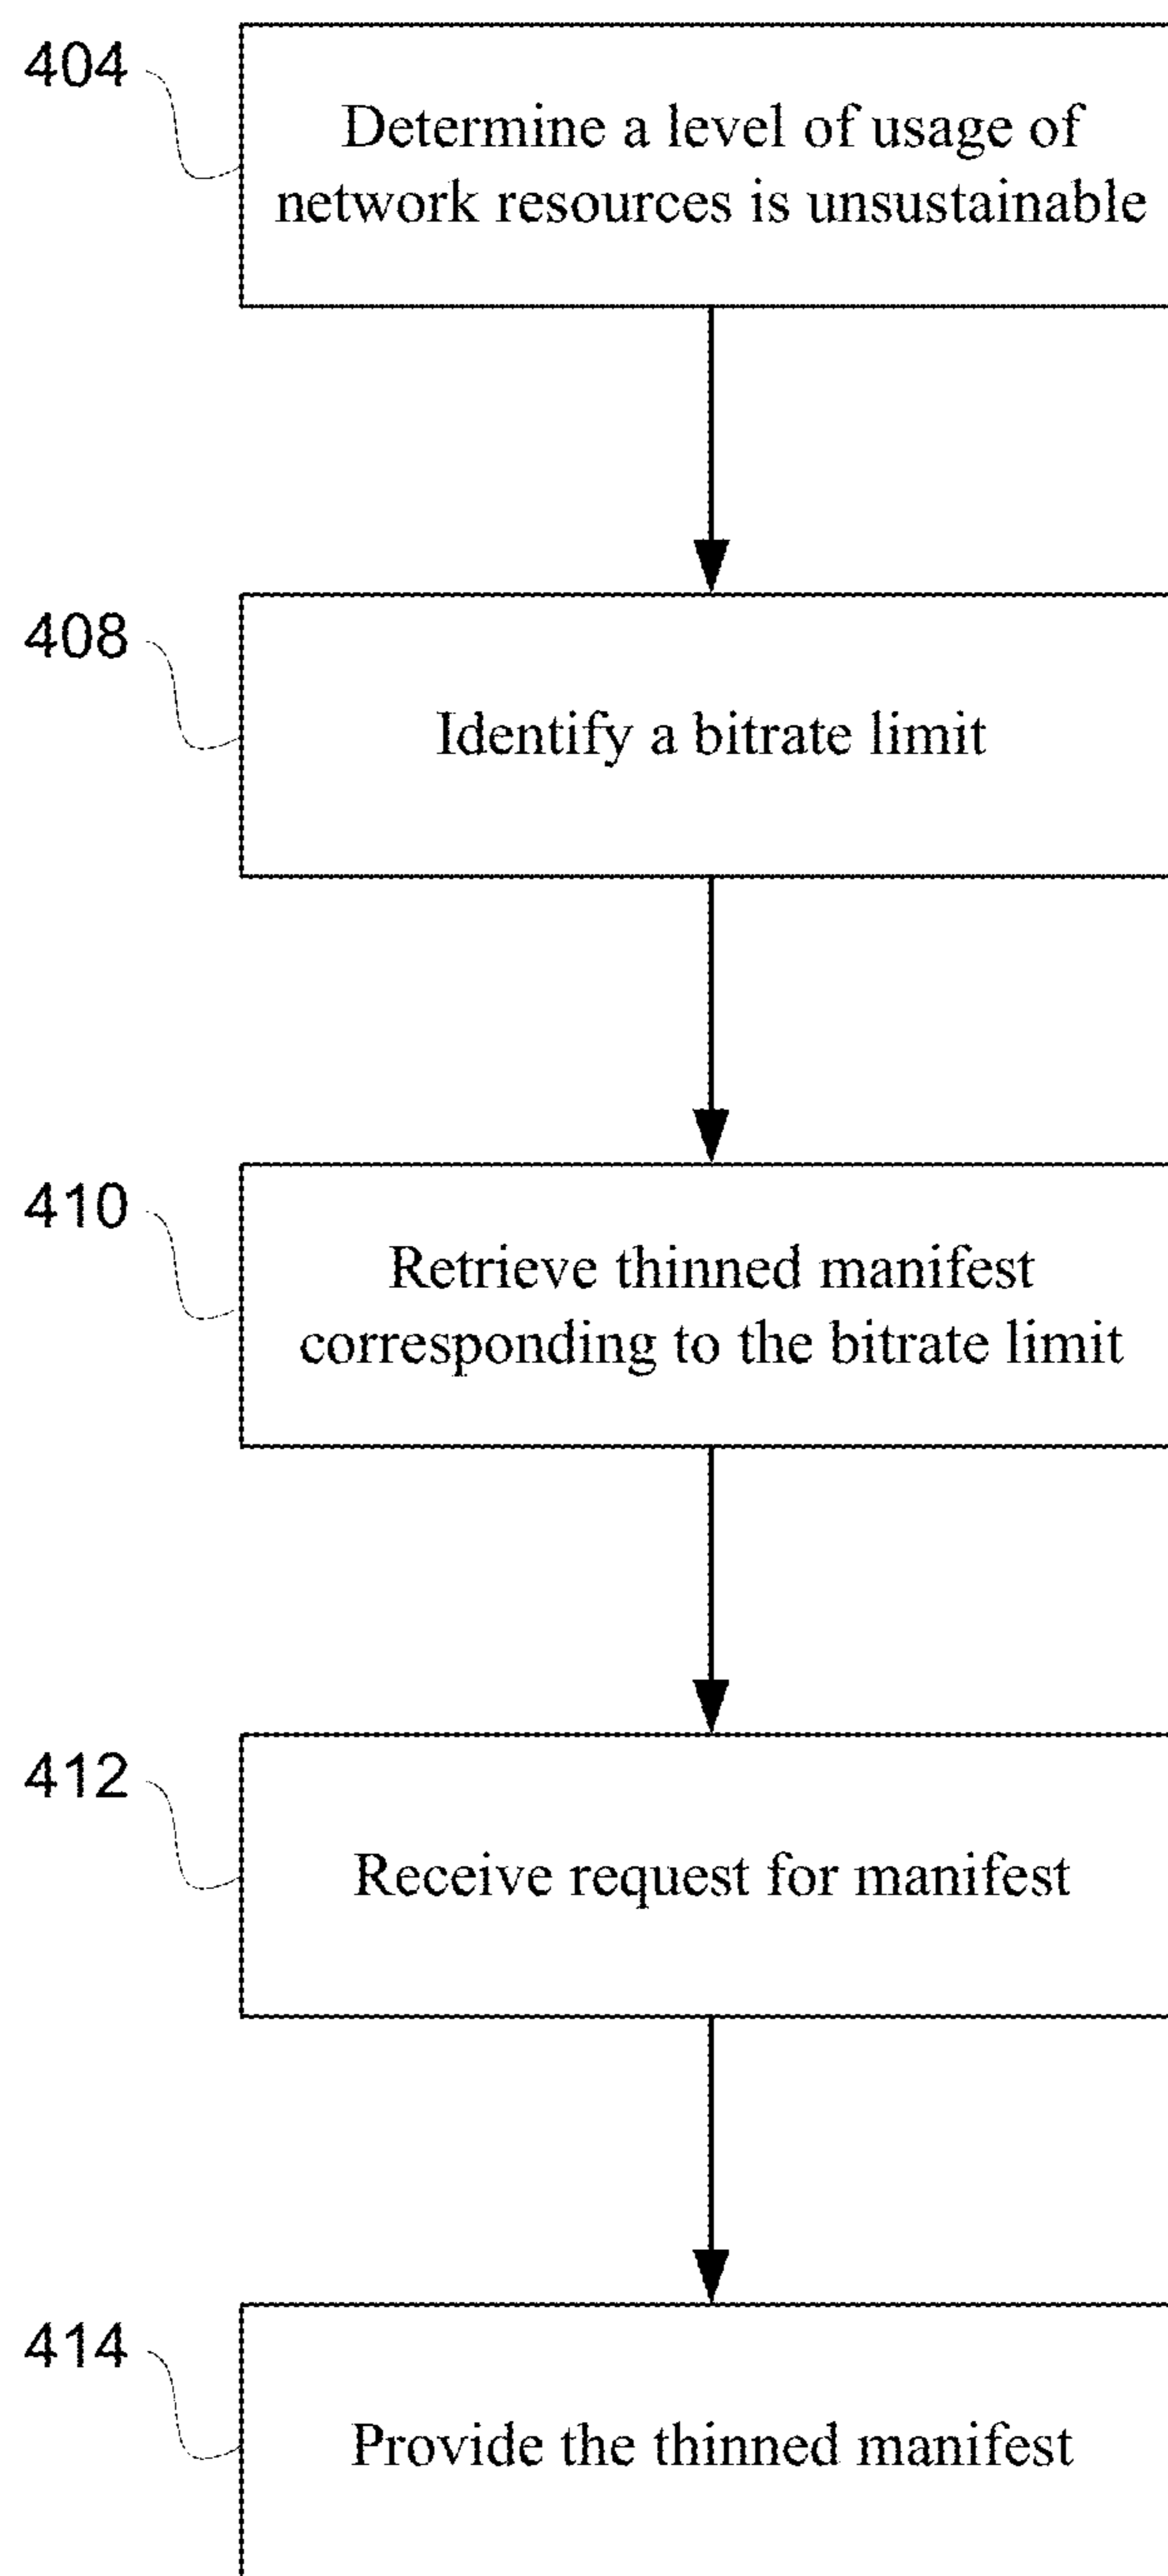 404
Determine a level of usage of
network resources is unsustainable
408
Identify a bitrate limit
410
Retrieve thinned manifest
corresponding to the bitrate limit
412
Receive request for manifest
414
Provide the thinned manifest